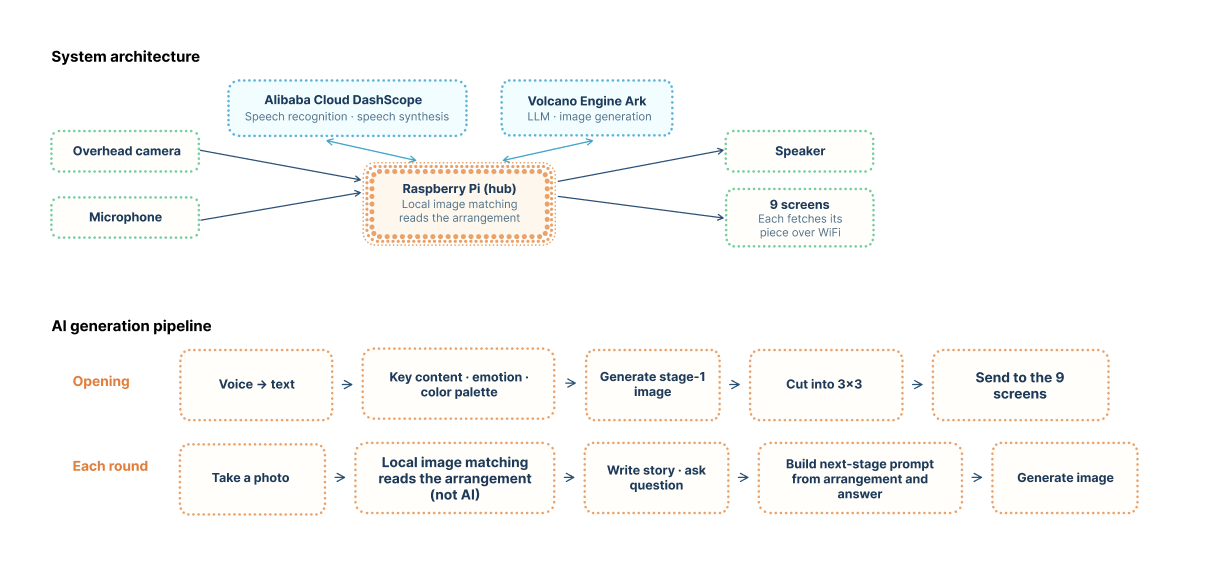 System architecture
Alibaba Cloud DashScope
Speech recognition · speech synthesis
Volcano Engine Ark
LLM · image generation
Overhead camera
Microphone
Raspberry Pi (hub)
Local image matching
reads the arrangement
Speaker
9 screens
Each fetches its
piece over WiFi
AI generation pipeline
Opening
Voice → text
Key content · emotion ·
color palette
Generate stage-1
image
Cut into 3×3
Send to the 9
screens
Each round
Take a photo
Local image matching
reads the arrangement
(not AI)
Write story · ask
question
Build next-stage prompt
from arrangement and
answer
Generate image